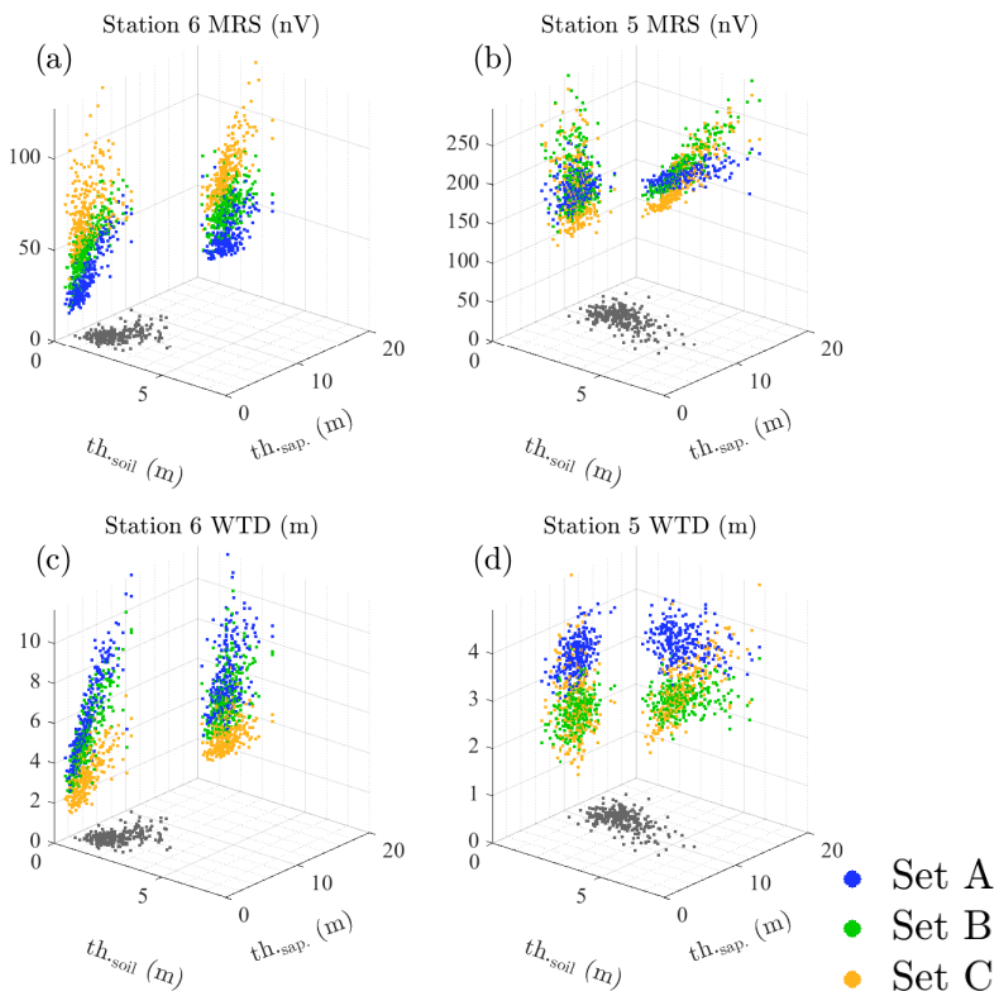 Station 6 MRS (nV)
Station 5 MRS (nV)
(a)
(b)
100
50
0
0
5
0
10
20
th.soil (m)
th.sap. (m)
250
200
150
100
50
0
0
5
0
10
20
th.soil (m)
th.sap. (m)
Station 6 WTD (m)
Station 5 WTD (m)
(c)
(d)
10
8
6
4
2
0
0
5
0
10
20
th.soil (m)
th.sap. (m)
4
3
2
1
0
0
5
0
10
20
th.soil (m)
th.sap. (m)
Set A
Set B
Set C